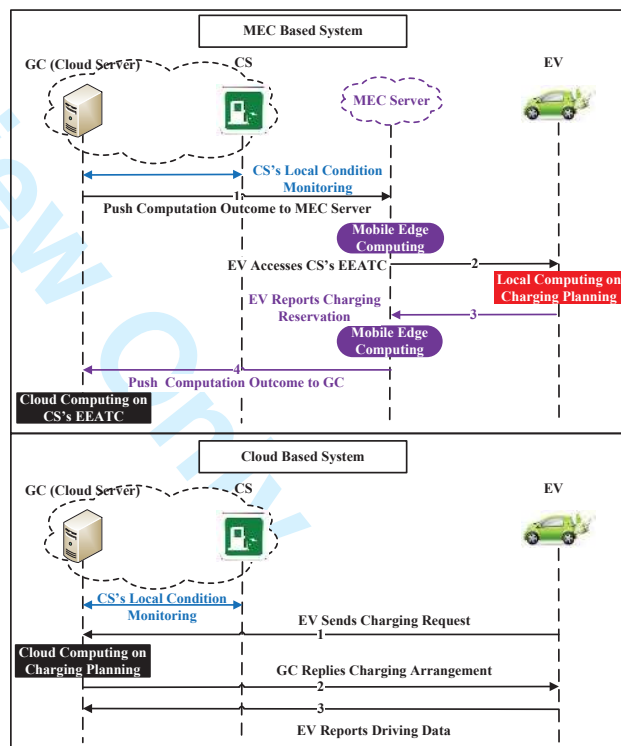 MEC Based System
GC (Cloud Server)
CS
EV
MEC Server
CS's Local Condition
Monitoring
1
Push Computation Outcome to MEC Server
Mobile Edge
Computing
EV Accesses CS's EEATC
2
Local Computing on
Charging Planning
EV Reports Charging
Reservation
3
Mobile Edge
Computing
4
Push Computation Outcome to GC
Cloud Computing on
CS's EEATC
Cloud Based System
GC (Cloud Server)
CS
EV
CS's Local Condition
Monitoring
EV Sends Charging Request
1
Cloud Computing on
Charging Planning
GC Replies Charging Arrangement
2
3
EV Reports Driving Data
iew Only